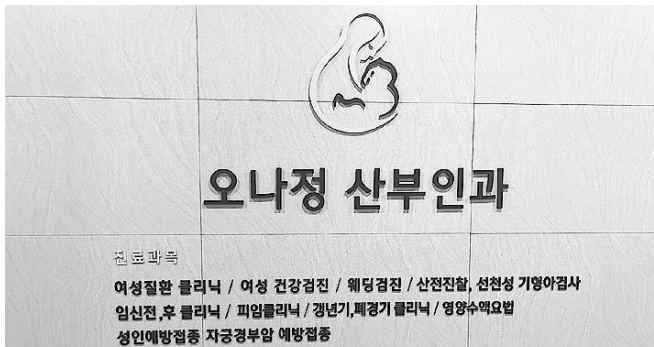 오나정 산부인과
진료과목
여성질환 클리닉 / 여성 건강검진 / 웨딩검진 / 산전진찰, 선천성 기형아검사
임신전,후 클리닉 / 피임클리닉 / 갱년기,폐경기 클리닉 / 영양수액요법
성인예방접종 자궁경부암 예방접종